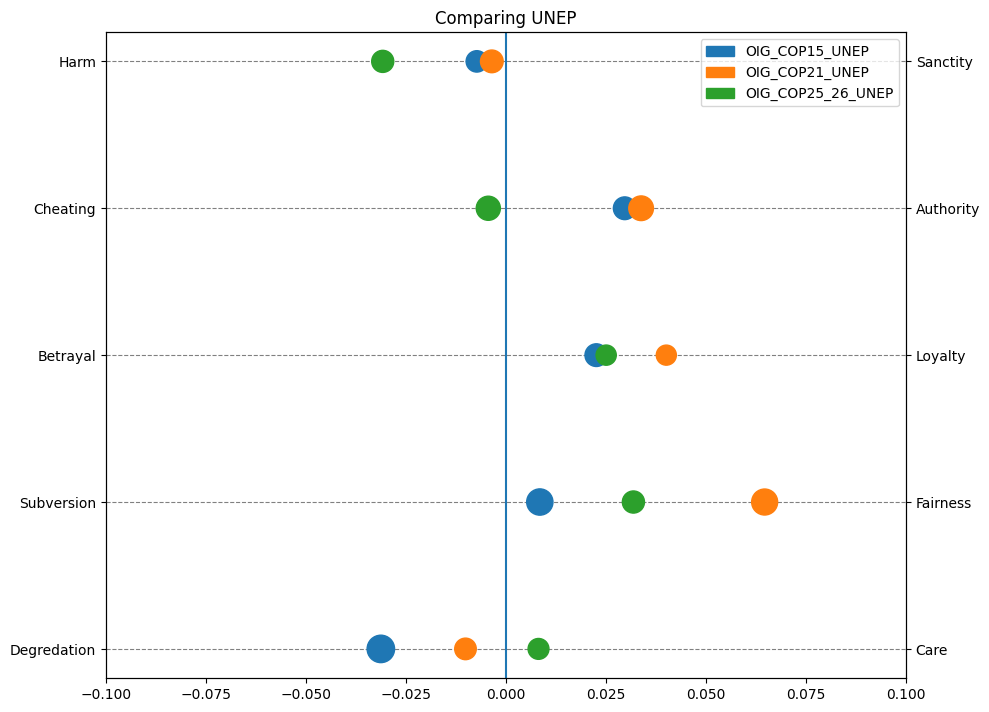 Comparing UNEP
OIG_COP15_UNEP
OIG_COP21_UNEP
OIG_COP25_26_UNEP
Harm
Sanctity
Cheating
Authority
Betrayal
Loyalty
Subversion
Fairness
Degredation
Care
−0.100 −0.075 −0.050 −0.025 0.000 0.025 0.050 0.075 0.100